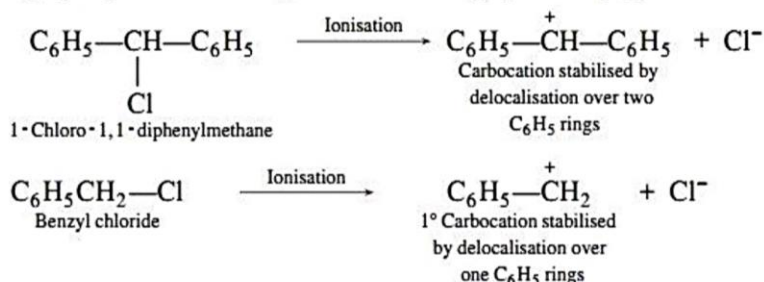 Ionisation
C₆H₅—CH—C₆H₅ ⟶ C₆H₅—CH—C₆H₅ + Cl⁻
+
|
Cl
Carbocation stabilised by
delocalisation over two
C₆H₅ rings
1-Chloro-1,1-diphenylmethane
Ionisation
C₆H₅CH₂—Cl ⟶ C₆H₅—CH₂ + Cl⁻
+
Benzyl chloride
1° Carbocation stabilised
by delocalisation over
one C₆H₅ rings